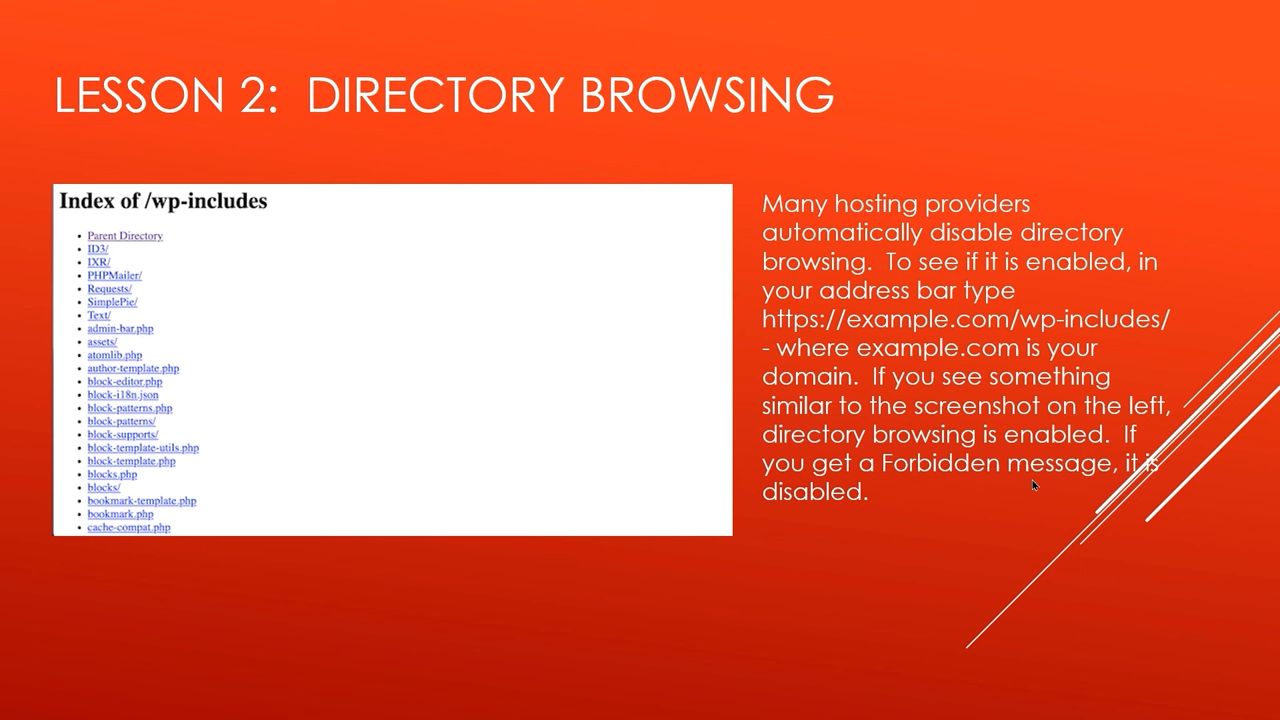 LESSON 2:  DIRECTORY BROWSING
Index of /wp-includes
Parent Directory
ID3/
IXR/
PHPMailer/
Requests/
SimplePie/
Text/
admin-bar.php
assets/
atomlib.php
author-template.php
block-editor.php
block-i18n.json
block-patterns.php
block-patterns/
block-supports/
block-template-utils.php
block-template.php
blocks.php
blocks/
bookmark-template.php
bookmark.php
cache-compat.php
Many hosting providers
automatically disable directory
browsing.  To see if it is enabled, in
your address bar type
https://example.com/wp-includes/
- where example.com is your
domain.  If you see something
similar to the screenshot on the left,
directory browsing is enabled.  If
you get a Forbidden message, it is
disabled.